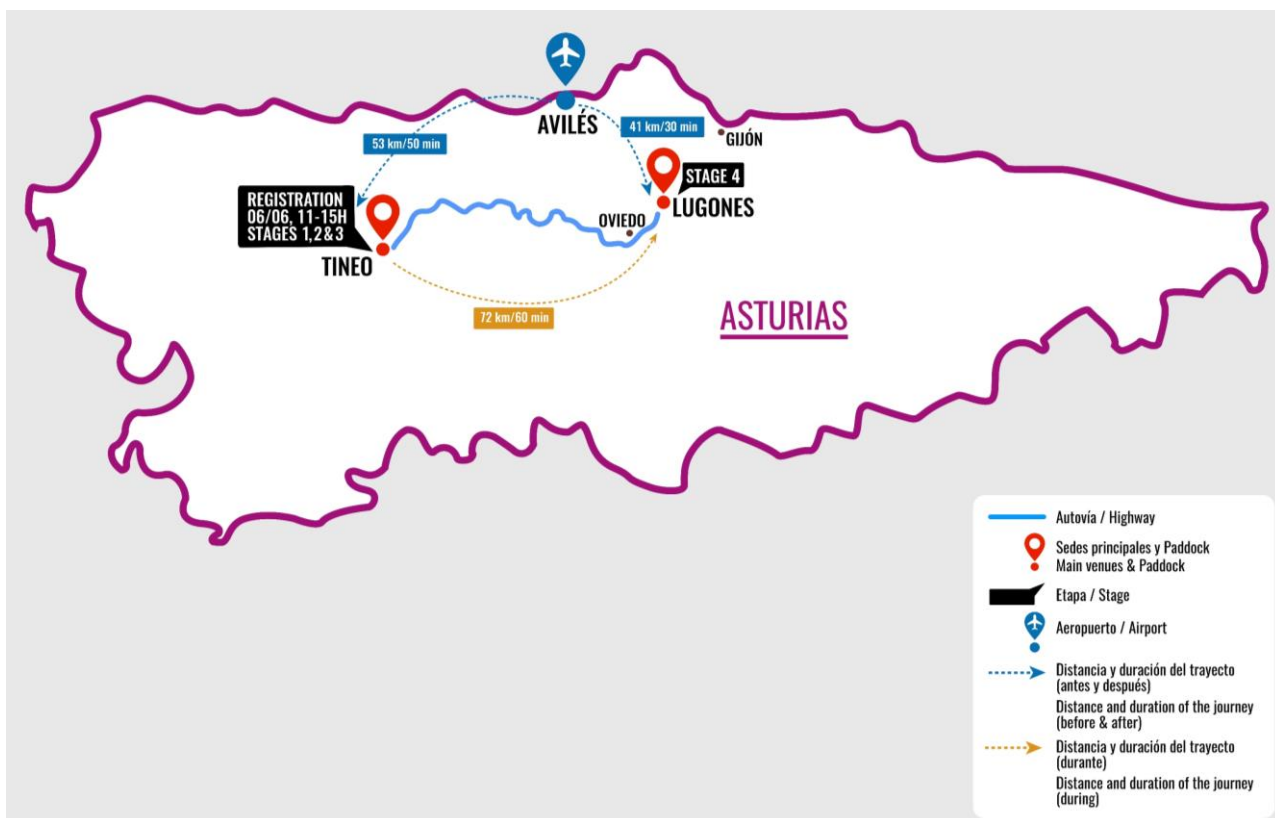 AVILÉS
53 km/50 min
41 km/30 min
GIJÓN
STAGE 4
LUGONES
REGISTRATION
06/06, 11-15H
STAGES 1,2&3
TINEO
OVIEDO
72 km/60 min
ASTURIAS
Autovía / Highway
Sedes principales y Paddock
Main venues & Paddock
Etapa / Stage
Aeropuerto / Airport
Distancia y duración del trayecto
(antes y después)
Distance and duration of the journey
(before & after)
Distancia y duración del trayecto
(durante)
Distance and duration of the journey
(during)